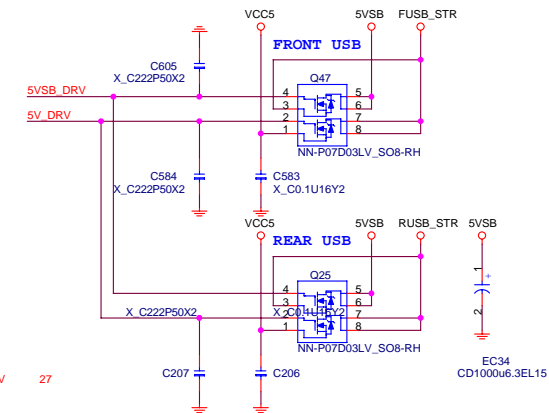 VCC5 5VSB FUSB_STR
FRONT USB
C605
X_C222P50X2
Q47
5VSB_DRV
4 5
3 6
5V_DRV
2 7
1 8
NN-P07D03LV_SO8-RH
C584
X_C222P50X2
C583
X_C0.1U16Y2
VCC5 5VSB RUSB_STR 5VSB
REAR USB
Q25
1
+
4 5
3 6
X_C222P50X2 X_C0.1U16Y2
2 7
1 8
2
NN-P07D03LV_SO8-RH
EC34
CD1000u6.3EL15
C207 C206
V 27